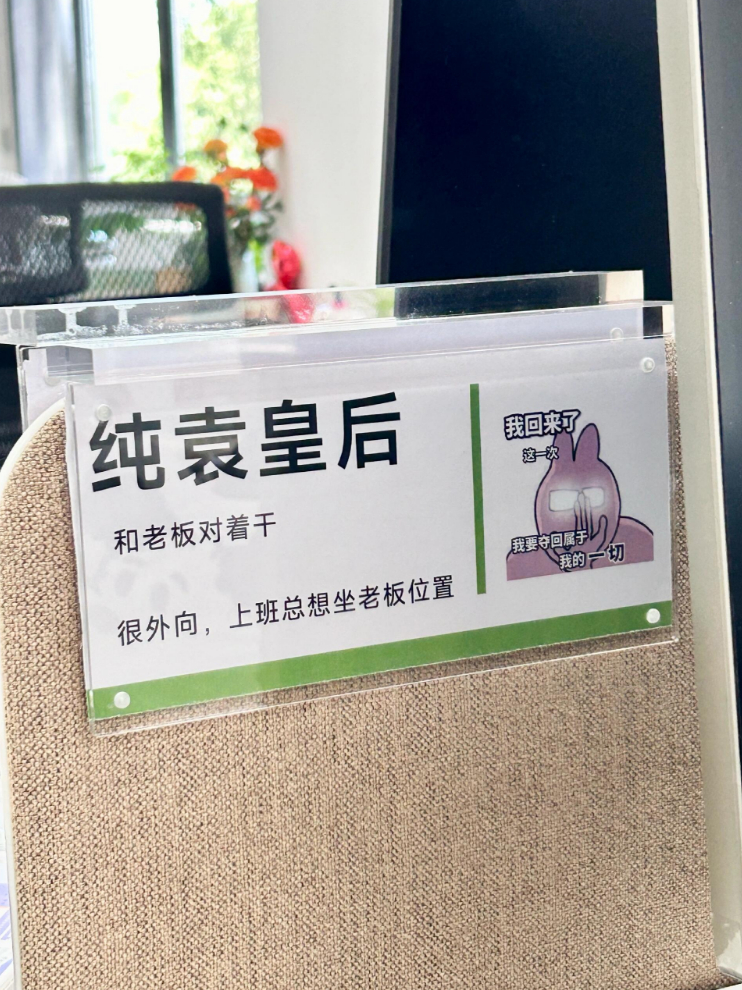 纯袁皇后
和老板对着干
很外向，上班总想坐老板位置
我回来了
这一次
我要夺回属于
我的一切